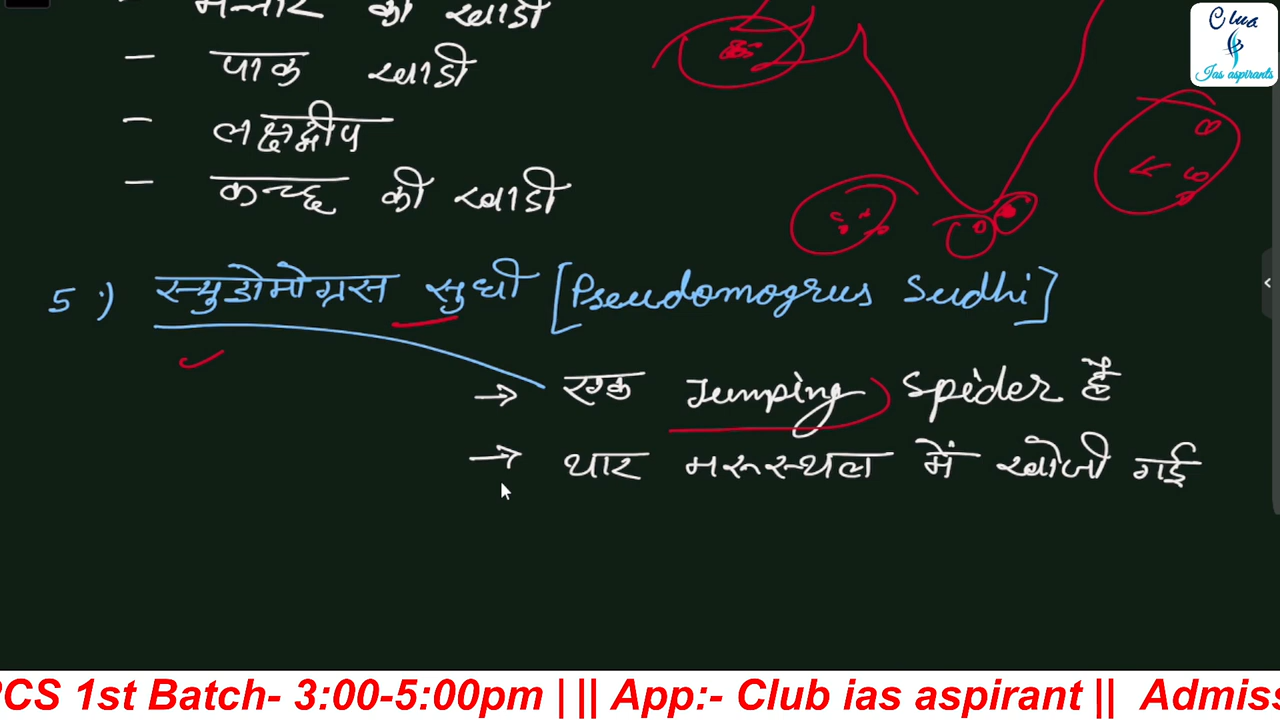 मन्नार की खाडी
Club
Ias aspirants
- पाक खाडी
- लक्षद्वीप
- कच्छ की खाडी
5.) स्युडोमोग्रस सुधी [Pseudomogrus Sudhi]
→ एक Jumping Spider है
→ थार मरूस्थल में खोजी गई
PCS 1st Batch- 3:00-5:00pm | || App:- Club ias aspirant || Admiss